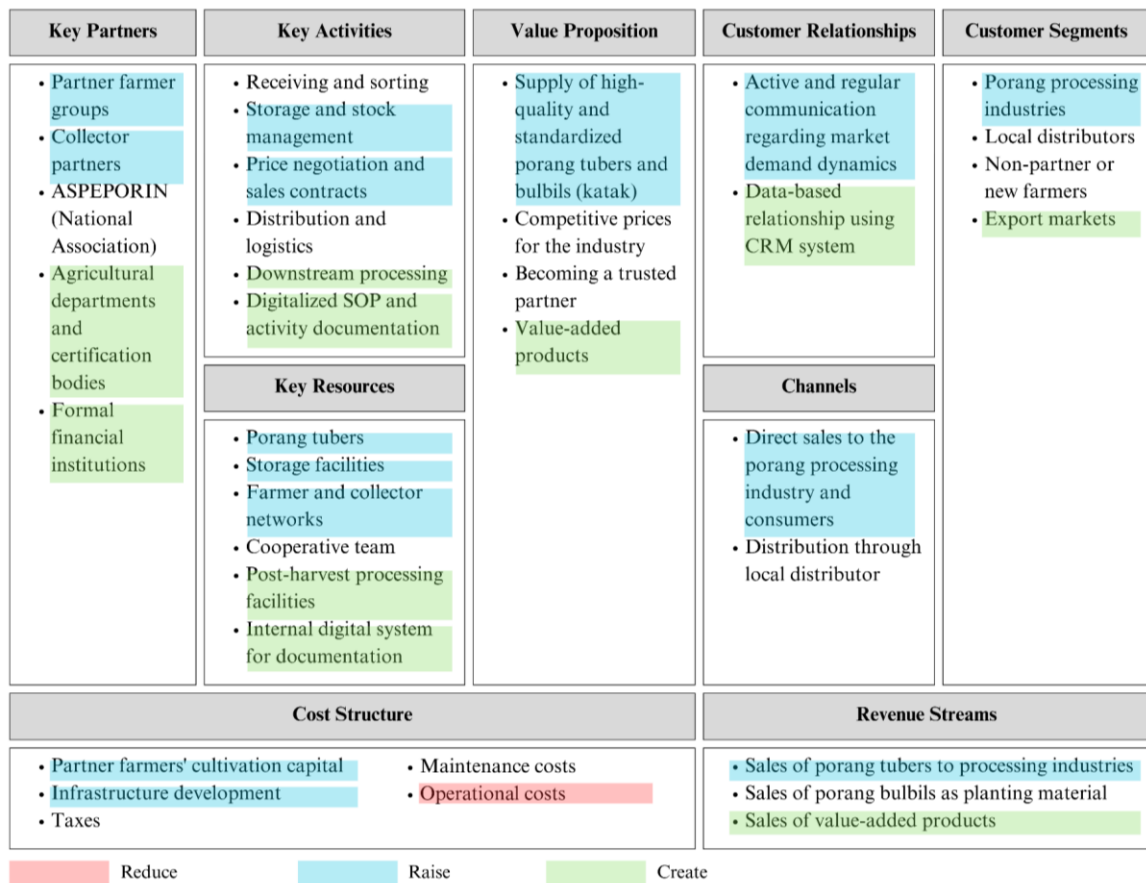 Key Partners
• Partner farmer
groups
• Collector
partners
• ASPEPORIN
(National
Association)
• Agricultural
departments
and
certification
bodies
• Formal
financial
institutions
Key Activities
• Receiving and sorting
• Storage and stock
management
• Price negotiation and
sales contracts
• Distribution and
logistics
• Downstream processing
• Digitalized SOP and
activity documentation
Key Resources
• Porang tubers
• Storage facilities
• Farmer and collector
networks
• Cooperative team
• Post-harvest processing
facilities
• Internal digital system
for documentation
Value Proposition
• Supply of high-
quality and
standardized
porang tubers and
bulbils (katak)
• Competitive prices
for the industry
• Becoming a trusted
partner
• Value-added
products
Customer Relationships
• Active and regular
communication
regarding market
demand dynamics
• Data-based
relationship using
CRM system
Channels
• Direct sales to the
porang processing
industry and
consumers
• Distribution through
local distributor
Customer Segments
• Porang processing
industries
• Local distributors
• Non-partner or
new farmers
• Export markets
Cost Structure
• Partner farmers' cultivation capital
• Infrastructure development
• Taxes
• Maintenance costs
• Operational costs
Revenue Streams
• Sales of porang tubers to processing industries
• Sales of porang bulbils as planting material
• Sales of value-added products
Reduce
Raise
Create